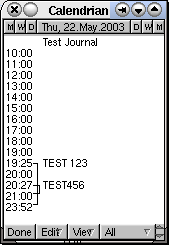 Calendrian
M W D Thu, 22.May.2003 D W M
Test Journal
10:00
11:00
12:00
13:00
14:00
15:00
16:00
17:00
18:00
19:00
19:25 TEST 123
20:00
20:27 TEST456
21:00
23:52
Done Edit View All